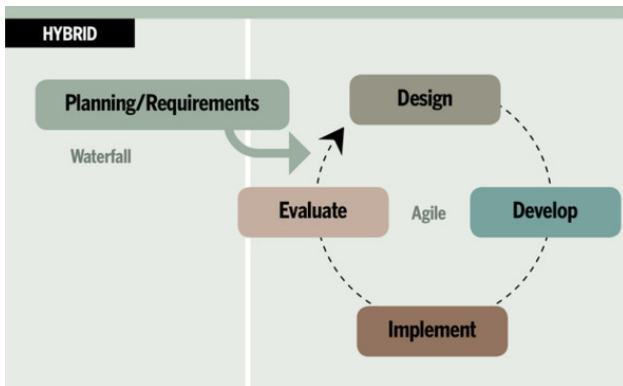 HYBRID
Planning/Requirements
Waterfall
Design
Evaluate
Agile
Develop
Implement